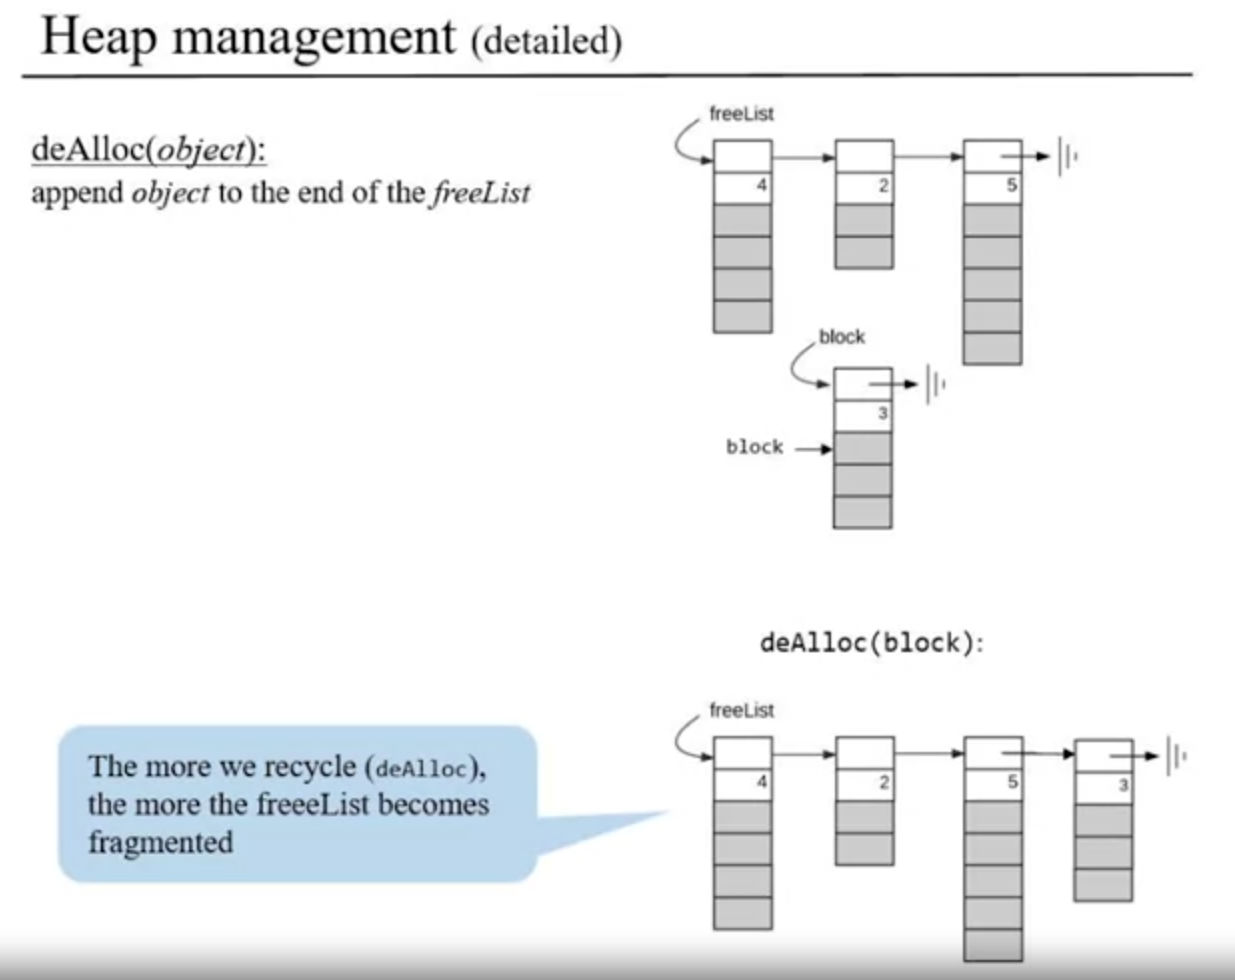 Heap management (detailed)
deAlloc(object):
append object to the end of the freeList
freeList
4
2
5
block
3
block
deAlloc(block):
The more we recycle (deAlloc),
the more the freeeList becomes
fragmented
freeList
4
2
5
3